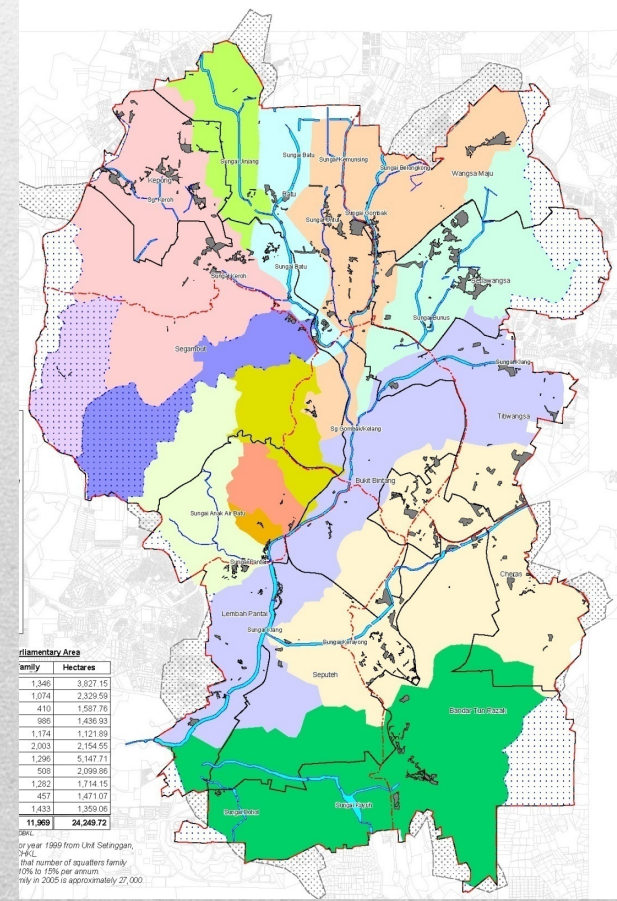 Sungai Jinjang
Sungai Batu
Sungai Kemunsing
Sungai Belongkong
Wangsa Maju
Kepong
Sg Keroh
Batu
Sungai Gombak
Sungai Batu
Setiawangsa
Sungai Keroh
Sungai Bunus
Segambut
Sungai Klang
Titiwangsa
Sg Gombak/Kelang
Bukit Bintang
Sungai Anak Air Batu
Sungai Pantai
Cheras
Lembah Pantai
Sungai Klang
Sungai Kerayong
Seputeh
Bandar Tun Razak
Sungai Kuyoh
rliamentary Area
Family Hectares
1,346 3,827.15
1,074 2,329.59
410 1,587.76
986 1,436.93
1,174 1,121.89
2,003 2,154.55
1,296 5,147.71
508 2,099.86
1,282 1,714.15
457 1,471.07
1,433 1,359.06
11,969 24,249.72
DBKL
or year 1999 from Unit Setinggan,
CHKL
that number of squatters family
10% to 15% per annum.
mily in 2005 is approximately 27,000